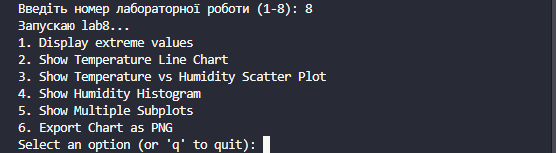 Введіть номер лабораторної роботи (1-8): 8
Запускаю lab8...
1. Display extreme values
2. Show Temperature Line Chart
3. Show Temperature vs Humidity Scatter Plot
4. Show Humidity Histogram
5. Show Multiple Subplots
6. Export Chart as PNG
Select an option (or 'q' to quit):